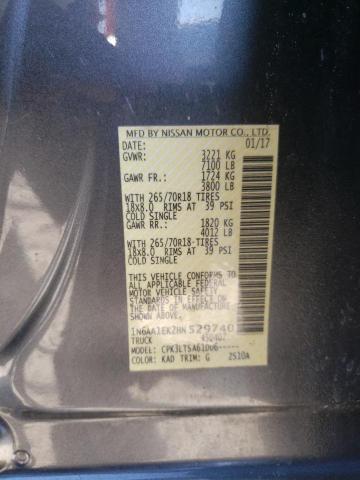 MFD BY NISSAN MOTOR CO., LTD.
DATE: 01/17
GVWR: 3221 KG
7100 LB
GAWR FR.: 1724 KG
3800 LB
WITH 265/70R18 TIRES
18X8.0 RIMS AT 39 PSI
COLD SINGLE
GAWR RR.: 1820 KG
4012 LB
WITH 265/70R18 TIRES
18X8.0 RIMS AT 39 PSI
COLD SINGLE
THIS VEHICLE CONFORMS TO
ALL APPLICABLE FEDERAL
MOTOR VEHICLE SAFETY
STANDARDS IN EFFECT ON THE
DATE OF MANUFACTURE
1N6AA1EK2HN 529740
TRUCK
MODEL: CPK3LTSA61DU6-----
COLOR: KAD TRIM: G 2S10A